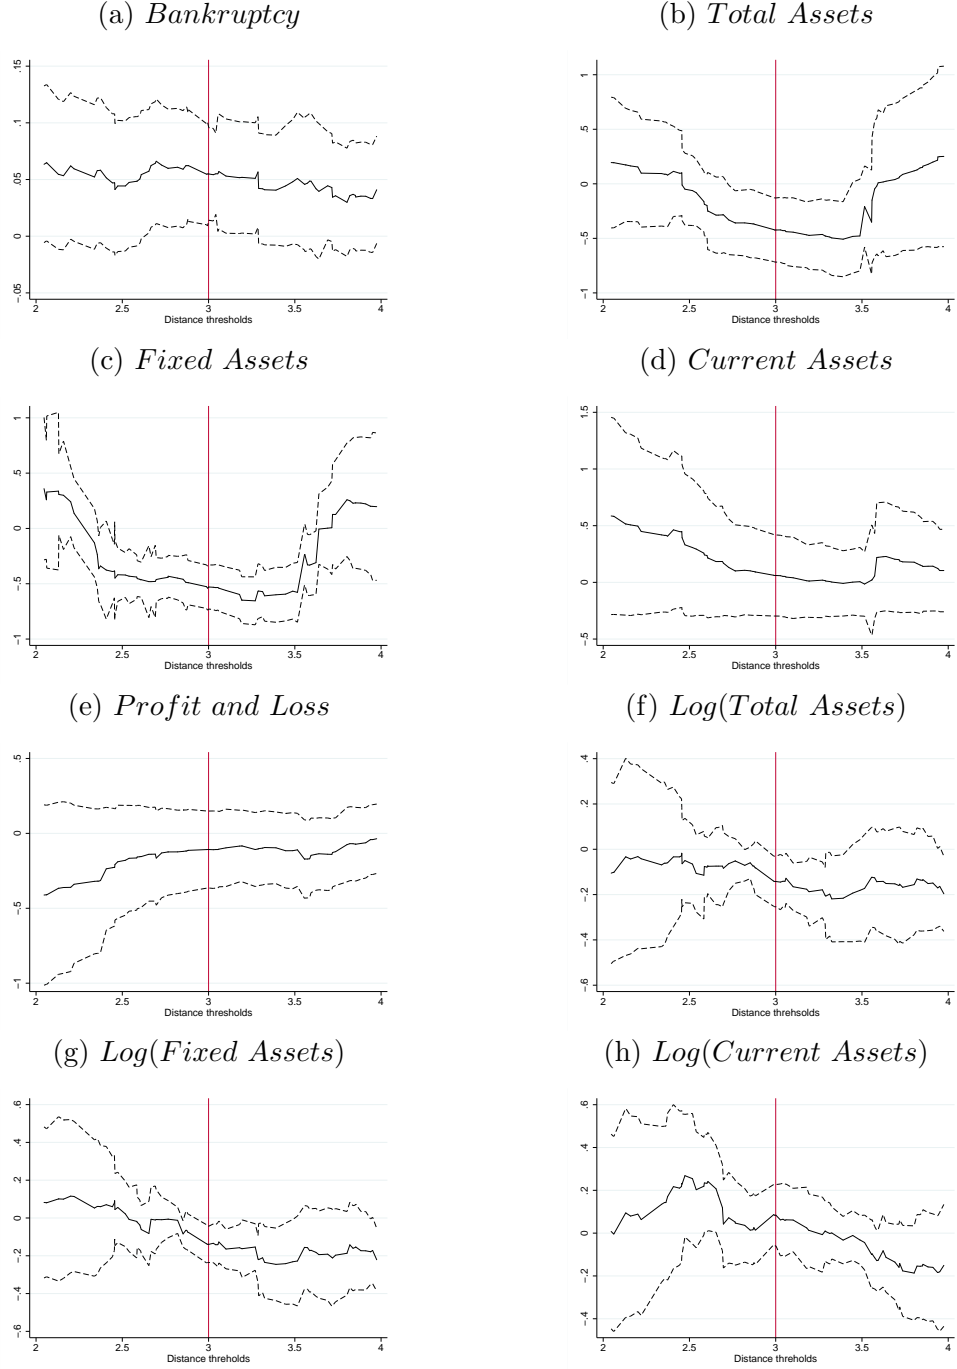 (a) Bankruptcy
.15
.1
.05
0
-.05
2 2.5 3 3.5 4
Distance thresholds
(b) Total Assets
1
.5
0
-.5
-1
2 2.5 3 3.5 4
Distance thresholds
(c) Fixed Assets
1
.5
0
-.5
-1
2 2.5 3 3.5 4
Distance thresholds
(d) Current Assets
1.5
1
.5
0
-.5
2 2.5 3 3.5 4
Distance thresholds
(e) Profit and Loss
.5
0
-.5
-1
2 2.5 3 3.5 4
Distance thresholds
(f) Log(Total Assets)
.4
.2
0
-.2
-.4
-.6
2 2.5 3 3.5 4
Distance threhsolds
(g) Log(Fixed Assets)
.6
.4
.2
0
-.2
-.4
-.6
2 2.5 3 3.5 4
Distance thresholds
(h) Log(Current Assets)
.6
.4
.2
0
-.2
-.4
2 2.5 3 3.5 4
Distance thresholds